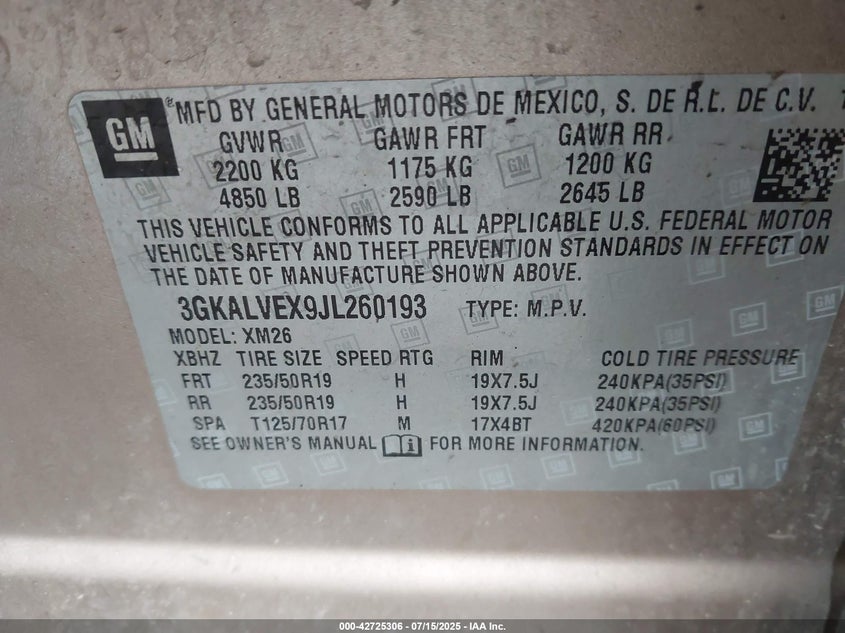 GM
® MFD BY GENERAL MOTORS DE MEXICO, S. DE R.L. DE C.V.
GVWR GAWR FRT GAWR RR
2200 KG 1175 KG 1200 KG
4850 LB 2590 LB 2645 LB
THIS VEHICLE CONFORMS TO ALL APPLICABLE U.S. FEDERAL MOTOR
VEHICLE SAFETY AND THEFT PREVENTION STANDARDS IN EFFECT ON
THE DATE OF MANUFACTURE SHOWN ABOVE.
3GKALVEX9JL260193 TYPE: M.P.V.
MODEL: XM26
XBHZ TIRE SIZE SPEED RTG RIM COLD TIRE PRESSURE
FRT 235/50R19 H 19X7.5J 240KPA(35PSI)
RR 235/50R19 H 19X7.5J 240KPA(35PSI)
SPA T125/70R17 M 17X4BT 420KPA(60PSI)
SEE OWNER'S MANUAL FOR MORE INFORMATION.
000-42725306 - 07/15/2025 - IAA Inc.